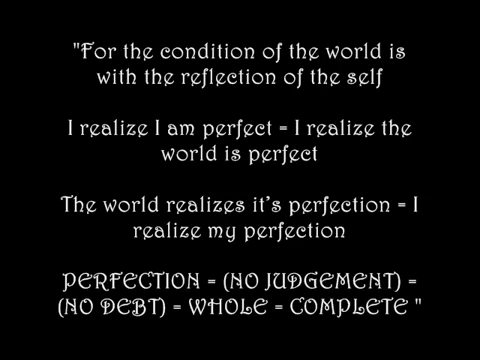 "For the condition of the world is
with the reflection of the self
I realize I am perfect = I realize the
world is perfect
The world realizes it's perfection = I
realize my perfection
PERFECTION = (NO JUDGEMENT) =
(NO DEBT) = WHOLE = COMPLETE "